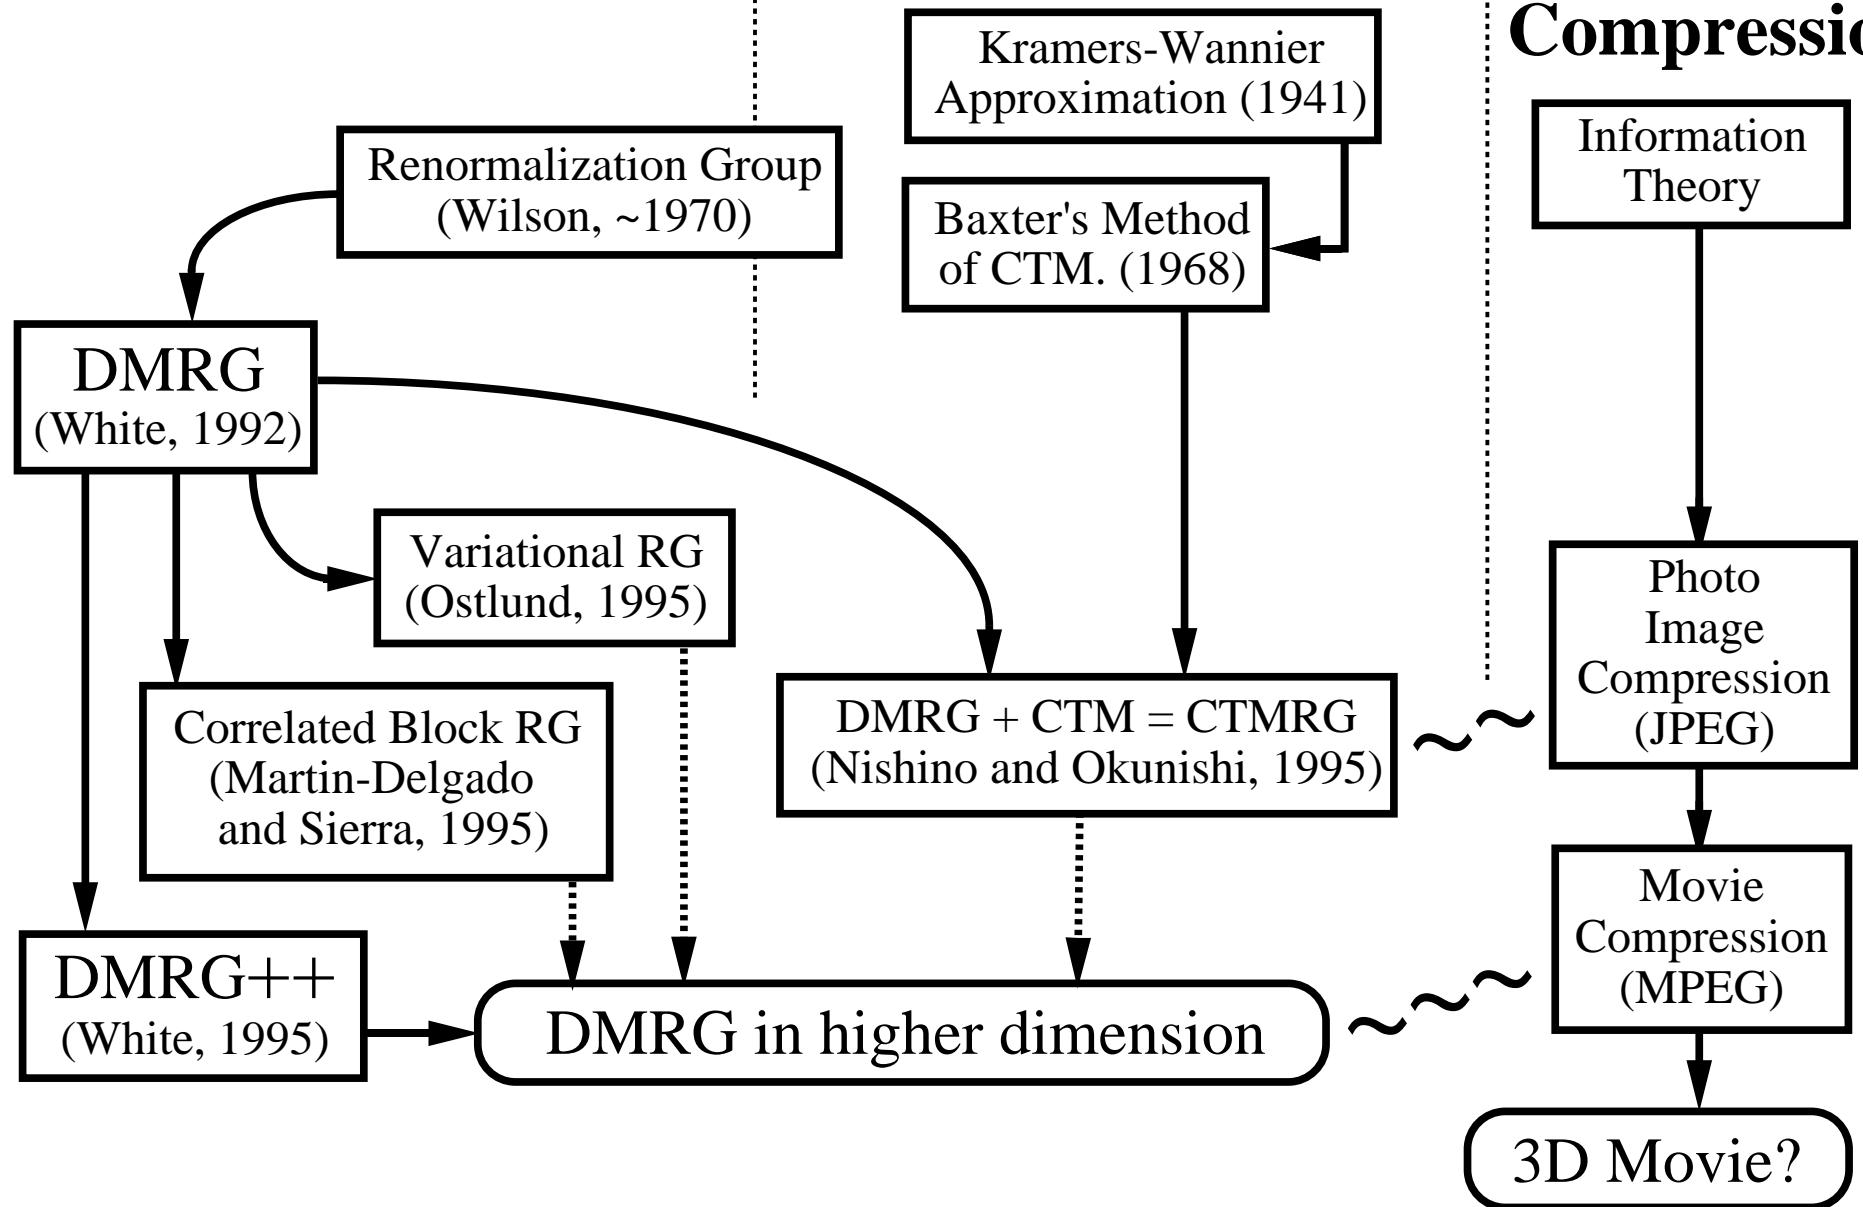 Kramers-Wannier
Approximation (1941)
Information
Theory
Renormalization Group
(Wilson, ~1970)
Baxter's Method
of CTM. (1968)
DMRG
(White, 1992)
Variational RG
(Ostlund, 1995)
Photo
Image
Compression
(JPEG)
Correlated Block RG
(Martin-Delgado
and Sierra, 1995)
DMRG + CTM = CTMRG
(Nishino and Okunishi, 1995)
Movie
Compression
(MPEG)
DMRG++
(White, 1995)
DMRG in higher dimension
3D Movie?